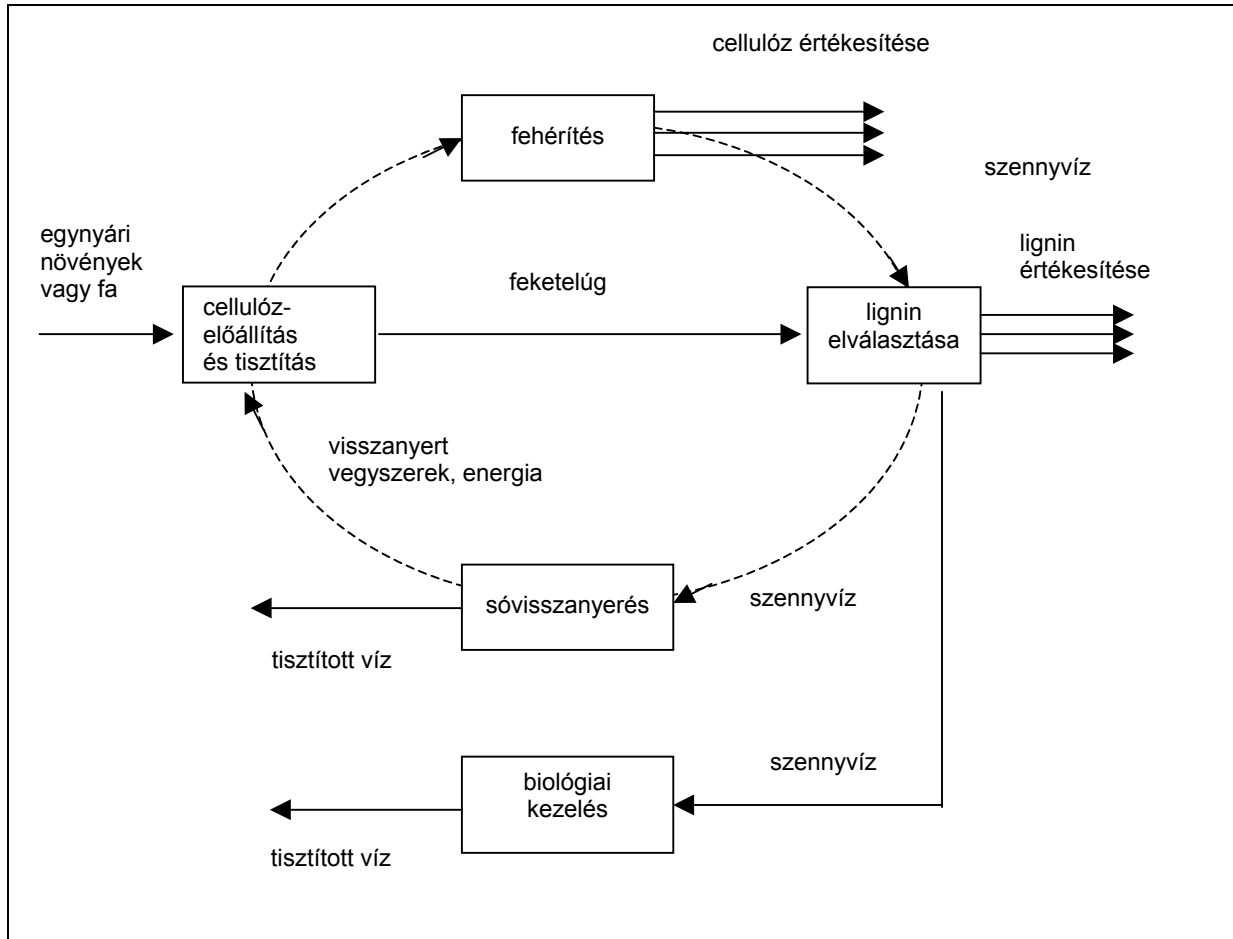 cellulóz értékesítése
fehérítés
szennyvíz
egynyári
növények
vagy fa
lignin
értékesítése
feketelúg
cellulóz-
előállítás
és tisztítás
lignin
elválasztása
visszanyert
vegyszerek, energia
sóvisszanyerés
szennyvíz
tisztított víz
szennyvíz
biológiai
kezelés
tisztított víz